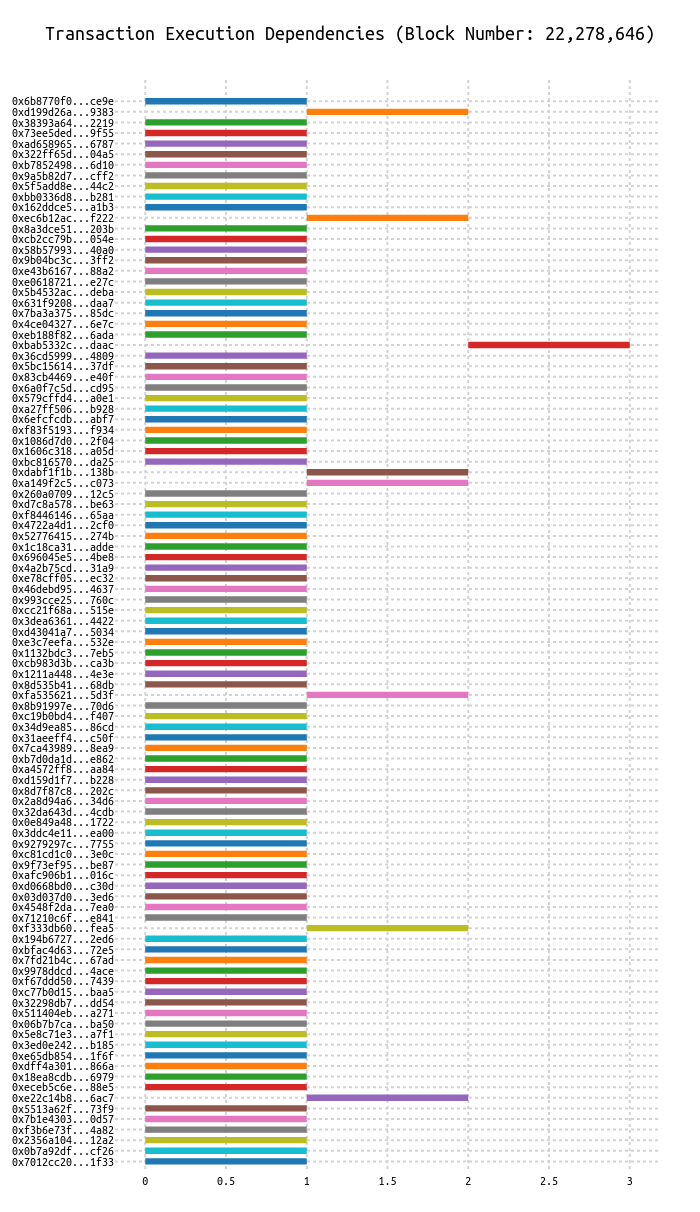 Transaction Execution Dependencies (Block Number: 22,278,646)
0x6b8770f0...ce9e
0xd199d26a...9383
0x38393a64...2219
0x73ee5ded...9f55
0xad658965...6787
0x322ff65d...04a5
0xb7852498...6d10
0x9a5b82d7...cff2
0x5f5add8e...44c2
0xbb0336d8...b281
0x162ddce5...a1b3
0xec6b12ac...f222
0x8a3dce51...203b
0xcb2cc79b...054e
0x58b57993...40a0
0x9b04bc3c...3ff2
0xe43b6167...88a2
0xe0618721...e27c
0x5b4532ac...deba
0x631f9208...daa7
0x7ba3a375...85dc
0x4ce04327...6e7c
0xeb188f82...6ada
0xbab5332c...daac
0x36cd5999...4809
0x5bc15614...37df
0x83cb4469...e40f
0x6a0f7c5d...cd95
0x579cffd4...a0e1
0xa27ff506...b928
0x6efcfcdb...abf7
0xf83f5193...f934
0x1086d7d0...2f04
0x1606c318...a05d
0xbc816570...da25
0xdabf1f1b...138b
0xa149f2c5...c073
0x260a0709...12c5
0xd7c8a578...be63
0xf8446146...65aa
0x4722a4d1...2cf0
0x52776415...274b
0x1c18ca31...adde
0x696045e5...4be8
0x4a2b75cd...31a9
0xe78cff05...ec32
0x46debd95...4637
0x993cce25...760c
0xcc21f68a...515e
0x3dea6361...4422
0xd43041a7...5034
0xe3c7eefa...532e
0x1132bdc3...7eb5
0xcb983d3b...ca3b
0x1211a448...4e3e
0x8d535b41...68db
0xfa535621...5d3f
0x8b91997e...70d6
0xc19b0bd4...f407
0x34d9ea85...86cd
0x31aeeff4...c50f
0x7ca43989...8ea9
0xb7d0da1d...e862
0xa4572ff8...aa84
0xd159d1f7...b228
0x8d7f87c8...202c
0x2a8d94a6...34d6
0x32da643d...4cdb
0x0e849a48...1722
0x3ddc4e11...ea00
0x9279297c...7755
0xc81cd1c0...3e0c
0x9f73ef95...be87
0xafc906b1...016c
0xd0668bd0...c30d
0x03d037d0...3ed6
0x4548f2da...7ea0
0x71210c6f...e841
0xf333db60...fea5
0x194b6727...2ed6
0xbfac4d63...72e5
0x7fd21b4c...67ad
0x9978ddcd...4ace
0xf67ddd50...7439
0xc77b0d15...baa5
0x32298db7...dd54
0x511404eb...a271
0x06b7b7ca...ba50
0x5e8c71e3...a7f1
0x3ed0e242...b185
0xe65db854...1f6f
0xdff4a301...866a
0x18ea8cdb...6979
0xeceb5c6e...88e5
0xe22c14b8...6ac7
0x5513a62f...73f9
0x7b1e4303...0d57
0xf3b6e73f...4a82
0x2356a104...12a2
0x0b7a92df...cf26
0x7012cc20...1f33
0 0.5 1 1.5 2 2.5 3